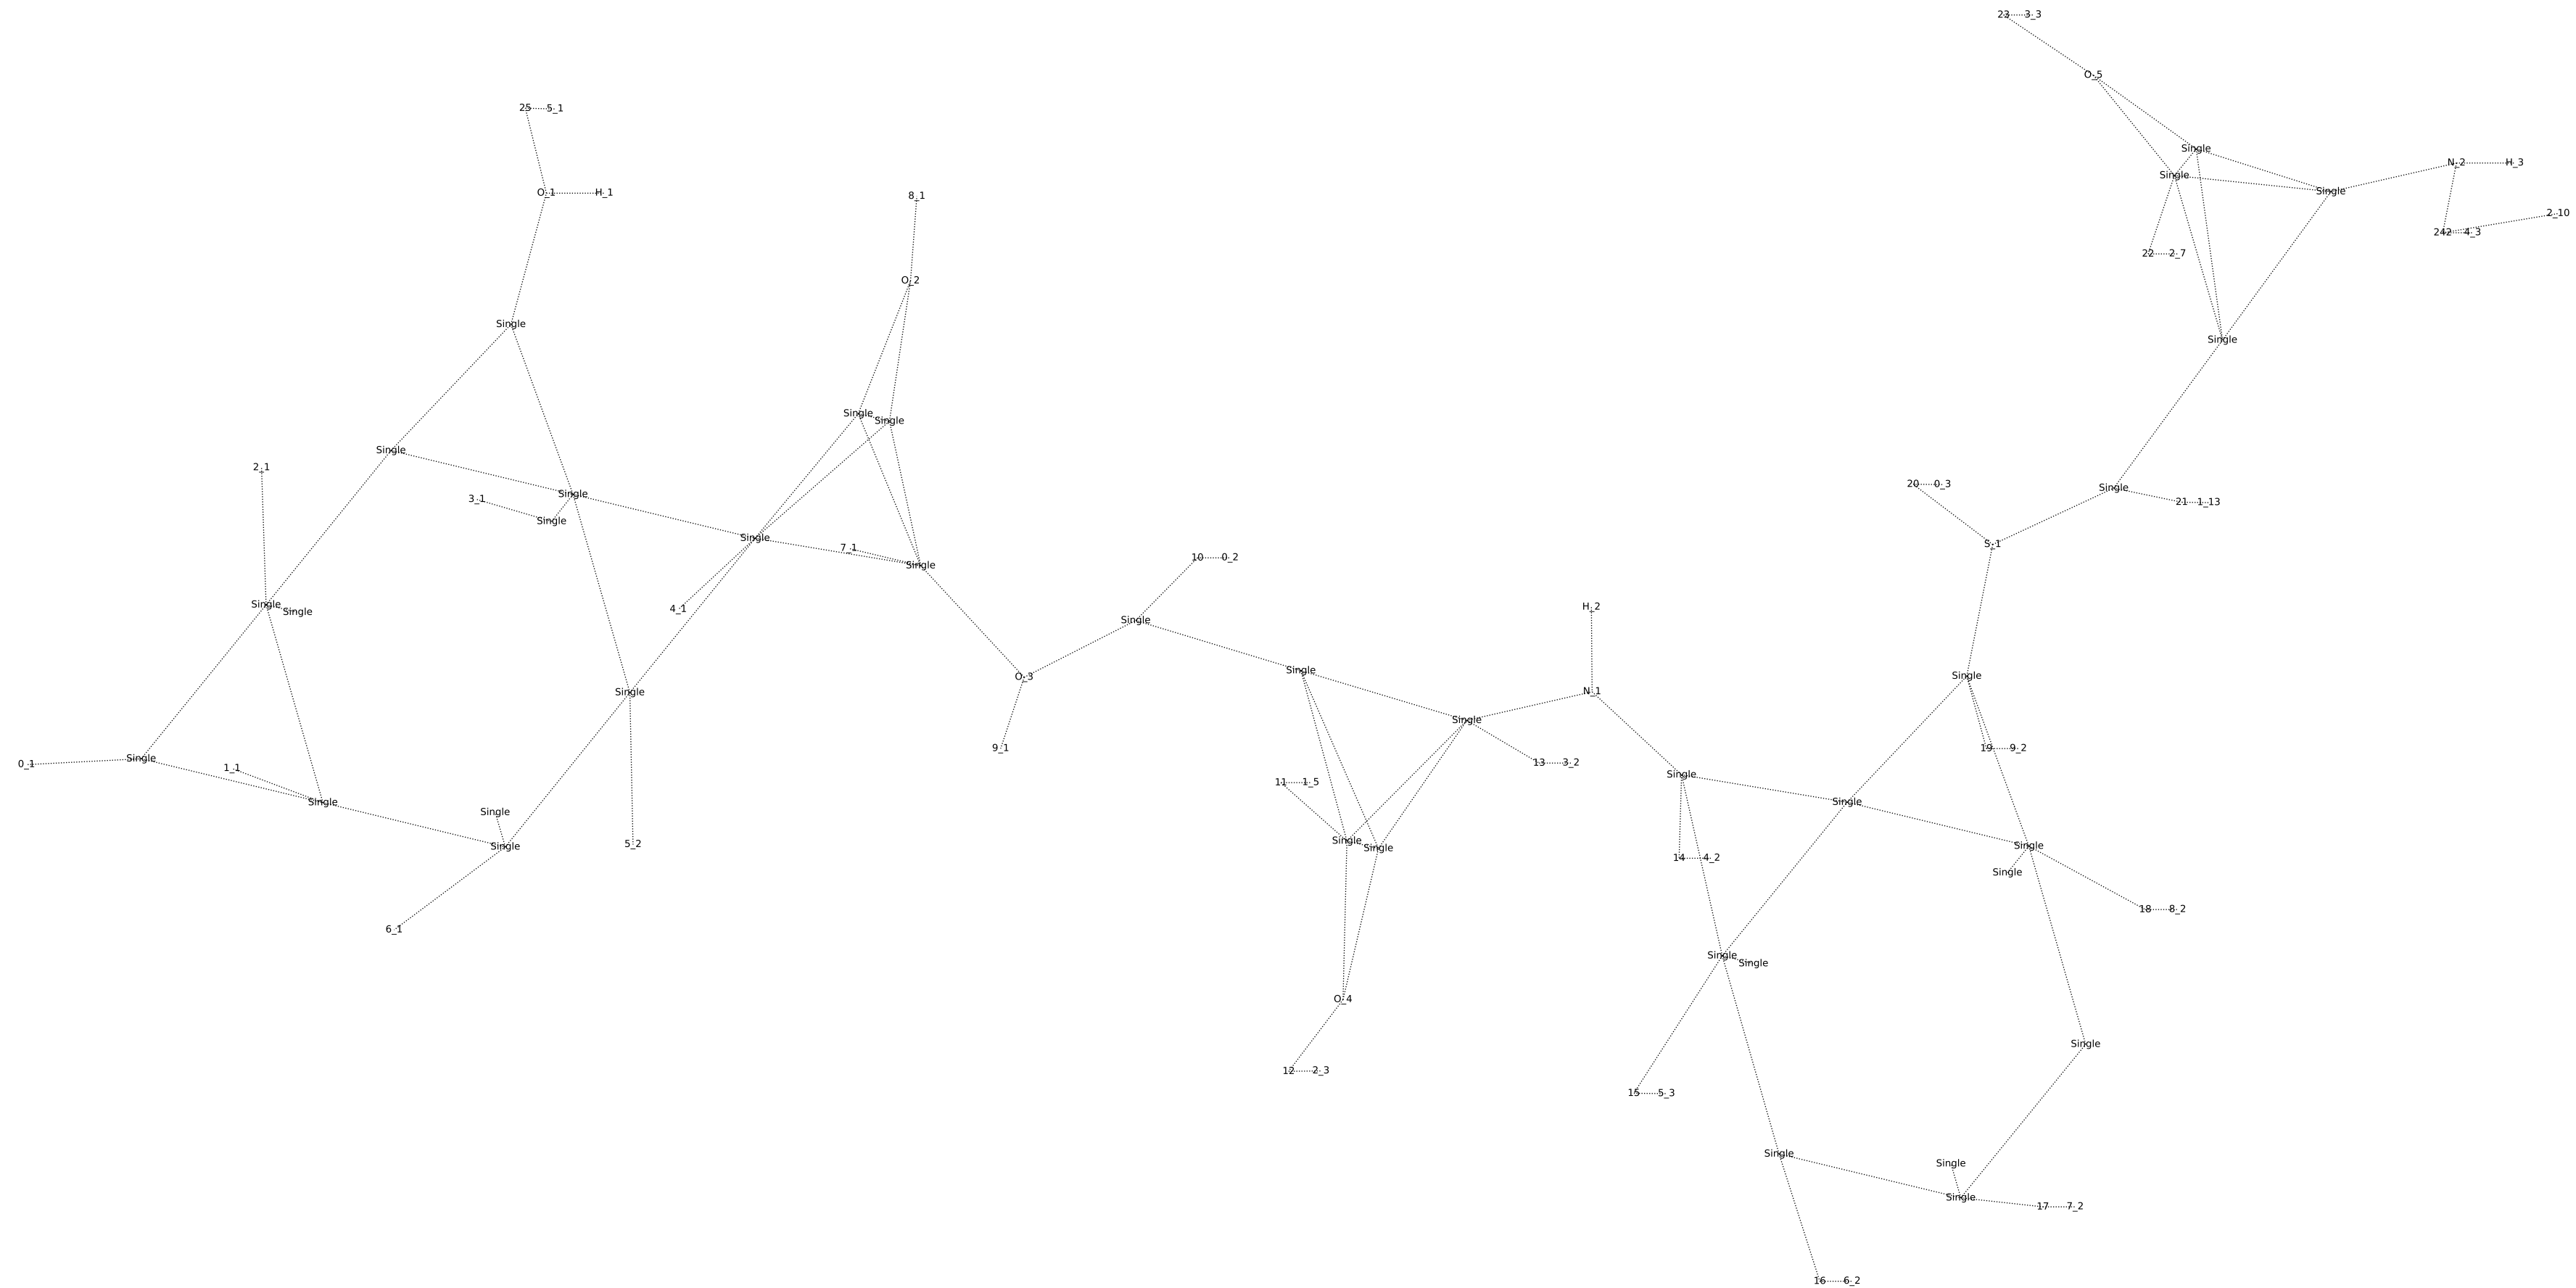 23 3_3
O_5
25 5_1
Single
N_2 H_3
Single
Single
O_1 H_1
8_1
2_10
242 4_3
22 2_7
O_2
Single
Single
Single
Single
Single
2_1
20 0_3
Single
3_1
Single
21 1_13
Single
Single
S_1
7_1
10 0_2
Single
Single
H_2
4_1
Single
Single
Single
O_3
Single
Single
N_1
Single
9_1
19 9_2
13 3_2
Single
0_1
1_1
Single
11 1_5
Single
Single
Single
Single
Single
5_2
Single
Single
Single
14 4_2
Single
18 8_2
6_1
Single
Single
O_4
Single
12 2_3
15 5_3
Single
Single
Single
17 7_2
16 6_2